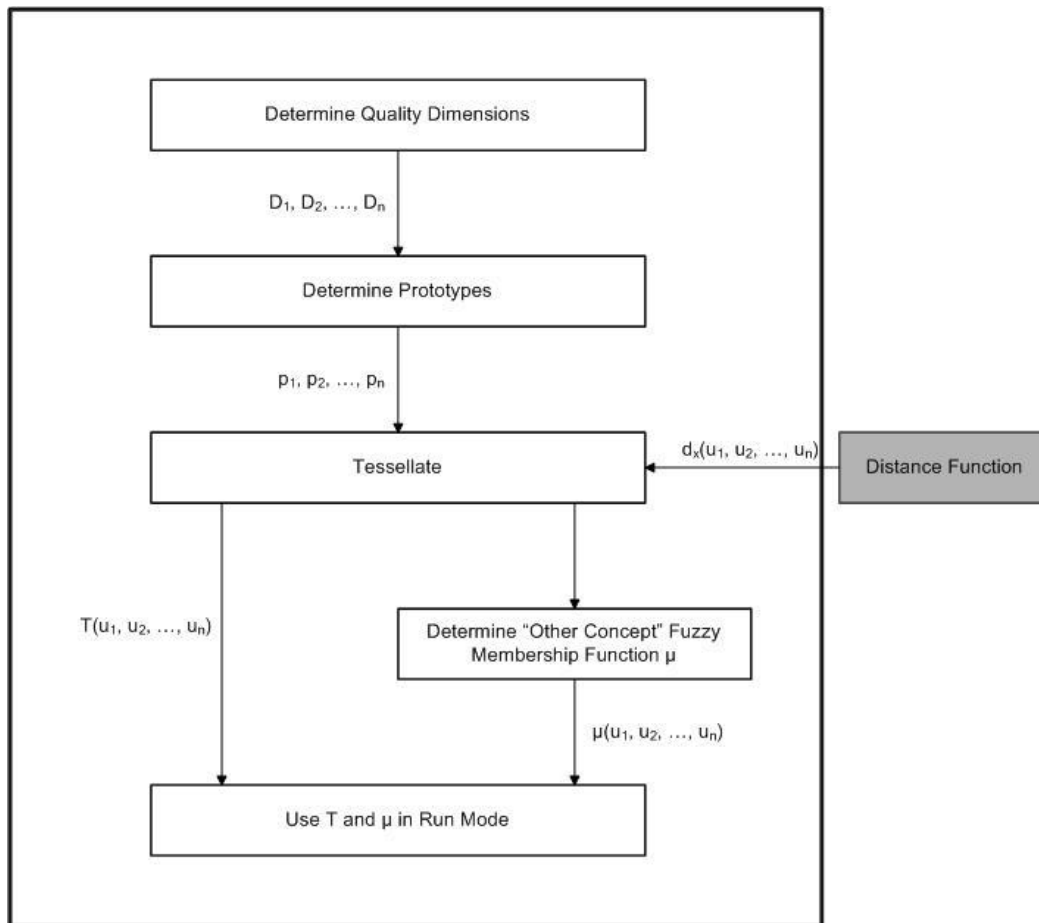 Determine Quality Dimensions
D₁, D₂, …, Dₙ
Determine Prototypes
p₁, p₂, …, pₙ
Tessellate
dₓ(u₁, u₂, …, uₙ)
Distance Function
T(u₁, u₂, …, uₙ)
Determine “Other Concept” Fuzzy
Membership Function µ
µ(u₁, u₂, …, uₙ)
Use T and µ in Run Mode